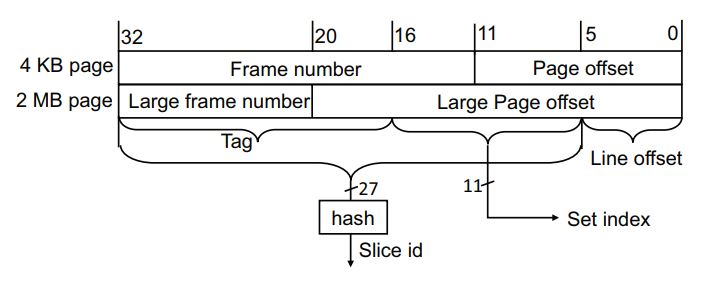 32 20 16 11 5 0
4 KB page Frame number Page offset
2 MB page Large frame number Large Page offset
Tag
Line offset
27 11
hash Set index
Slice id